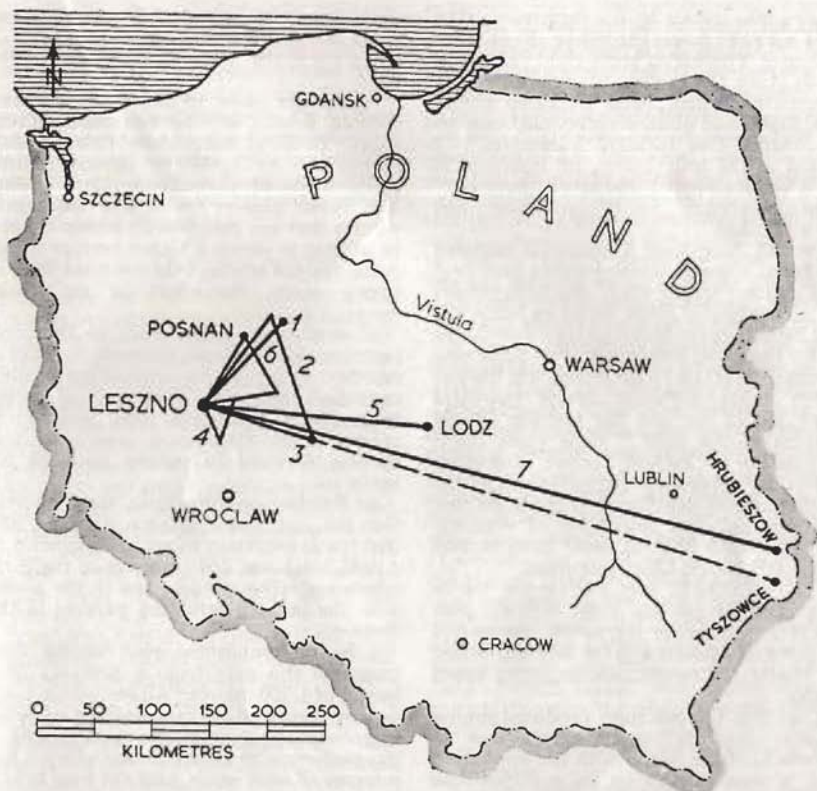 N
GDANSK
SZCZECIN
POLAND
Vistula
POSNAN
1
6
2
WARSAW
LESZNO
5
LODZ
4
3
7
LUBLIN
HRUBIESZOW
WROCLAW
TYSZOWCE
CRACOW
0 50 100 150 200 250
KILOMETRES